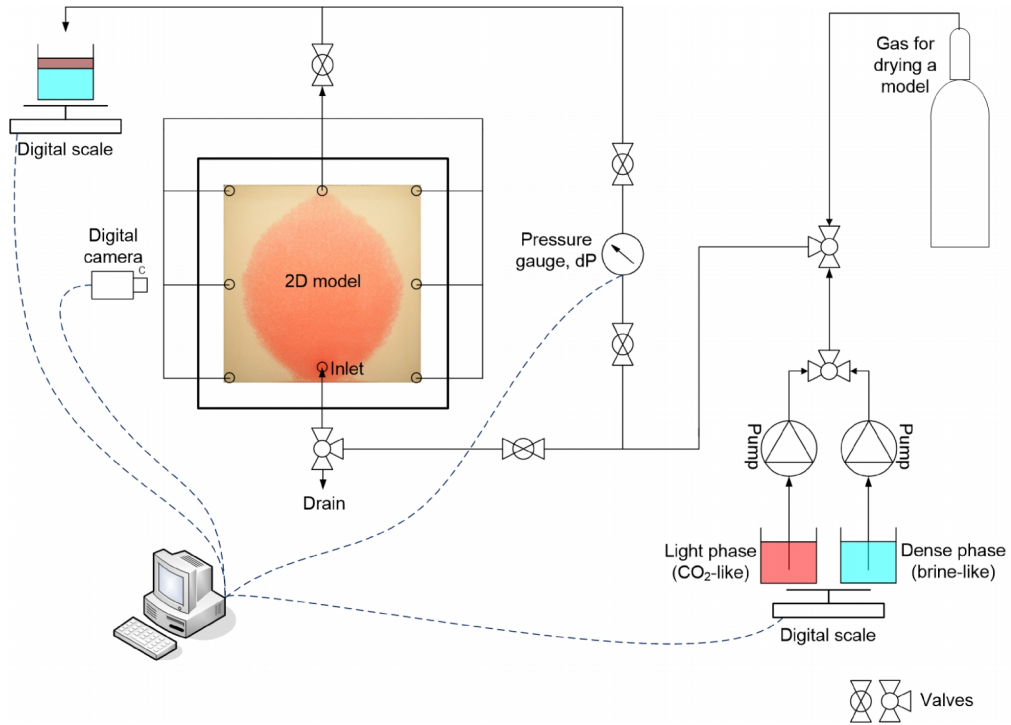 Gas for
drying a
model
Digital scale
Digital
camera
C
Pressure
gauge, dP
2D model
Inlet
Drain
Pump
Pump
Light phase
(CO₂-like)
Dense phase
(brine-like)
Digital scale
Valves